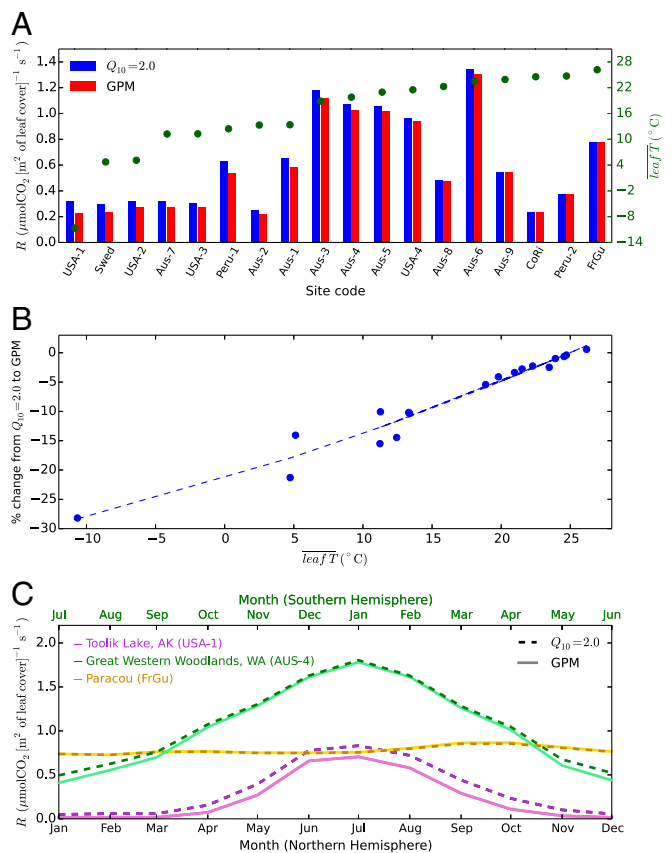 A
R (μmolCO₂ [m² of leaf cover]⁻¹ s⁻¹)
1.4
1.2
1.0
0.8
0.6
0.4
0.2
0.0
Q₁₀=2.0
GPM
28
22
16
10
4
−2
−8
−14
leaf T (°C)
USA-1
Swed
USA-2
Aus-7
USA-3
Peru-1
Aus-2
Aus-1
Aus-3
Aus-4
Aus-5
USA-4
Aus-8
Aus-6
Aus-9
CoRi
Peru-2
FrGu
Site code
B
% change from Q₁₀=2.0 to GPM
0
−5
−10
−15
−20
−25
−30
−10 −5 0 5 10 15 20 25
leaf T (°C)
C
Month (Southern Hemisphere)
Jul Aug Sep Oct Nov Dec Jan Feb Mar Apr May Jun
R (μmolCO₂ [m² of leaf cover]⁻¹ s⁻¹)
2.0
1.5
1.0
0.5
0.0
— Toolik Lake, AK (USA-1)
— Great Western Woodlands, WA (AUS-4)
— Paracou (FrGu)
Q₁₀=2.0
GPM
Jan Feb Mar Apr May Jun Jul Aug Sep Oct Nov Dec
Month (Northern Hemisphere)